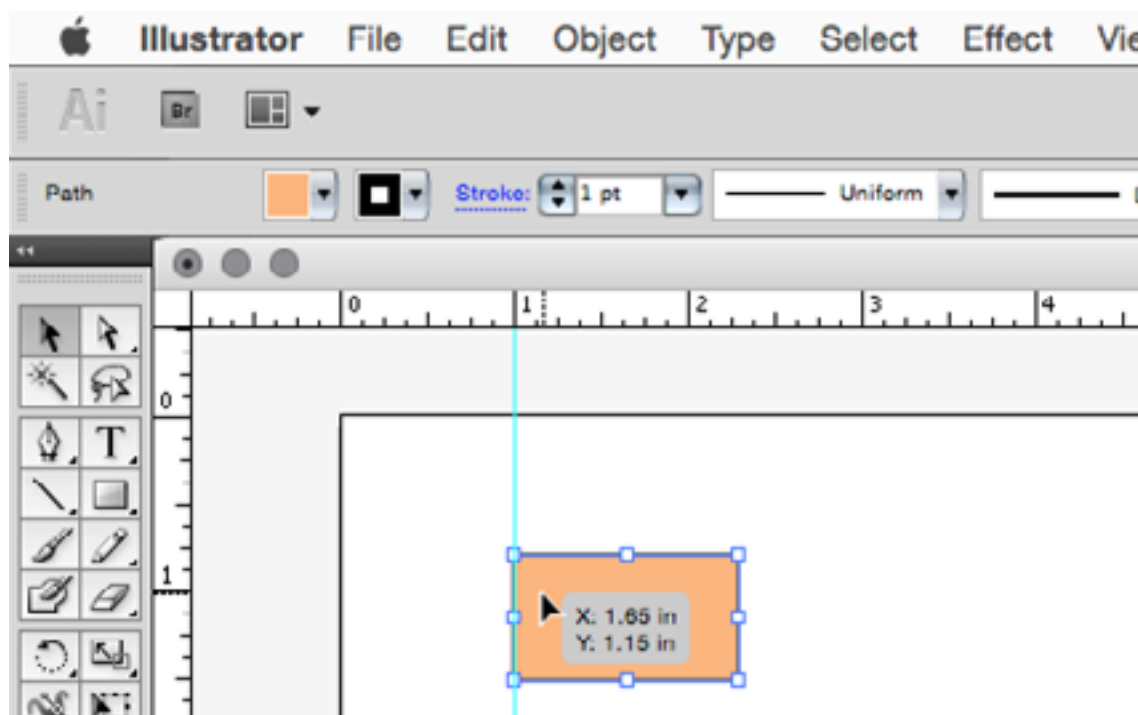 Illustrator File Edit Object Type Select Effect Vie
Ai Br
Path Stroke: 1 pt Uniform
0 1 2 3 4
0
T
1
X: 1.65 in
Y: 1.15 in